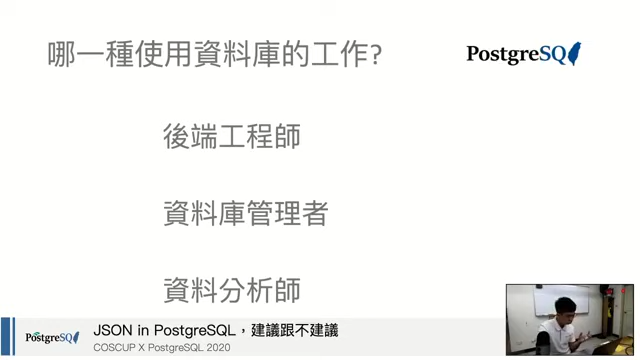 哪一種使用資料庫的工作?
PostgreSQ
後端工程師
資料庫管理者
資料分析師
PostgreSQ
JSON in PostgreSQL，建議跟不建議
COSCUP X PostgreSQL 2020